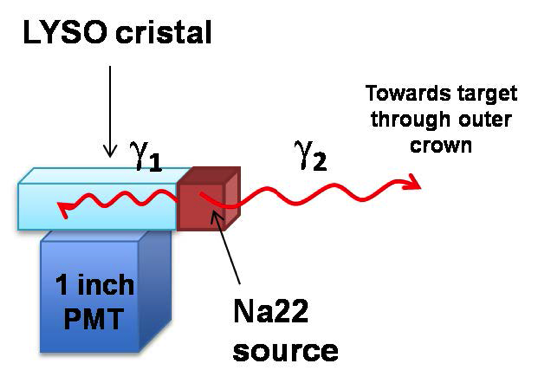 LYSO cristal
Towards target
through outer
crown
γ1
γ2
1 inch
PMT
Na22
source